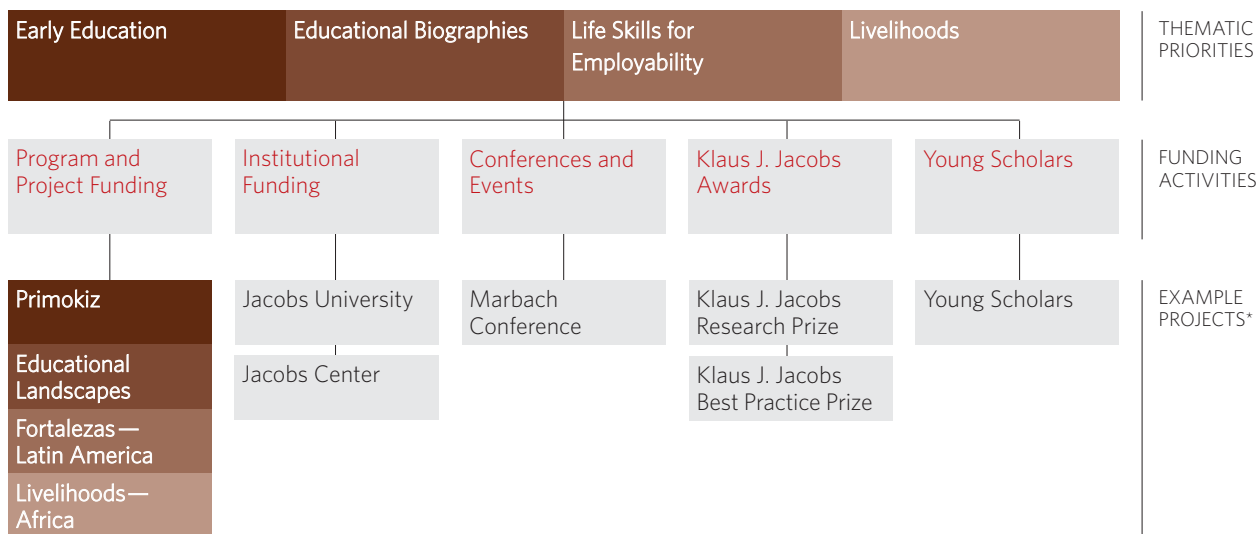 Early Education
Educational Biographies
Life Skills for
Employability
Livelihoods
THEMATIC
PRIORITIES
Program and
Project Funding
Institutional
Funding
Conferences and
Events
Klaus J. Jacobs
Awards
Young Scholars
FUNDING
ACTIVITIES
Primokiz
Educational
Landscapes
Fortalezas—
Latin America
Livelihoods—
Africa
Jacobs University
Jacobs Center
Marbach
Conference
Klaus J. Jacobs
Research Prize
Klaus J. Jacobs
Best Practice Prize
Young Scholars
EXAMPLE
PROJECTS*